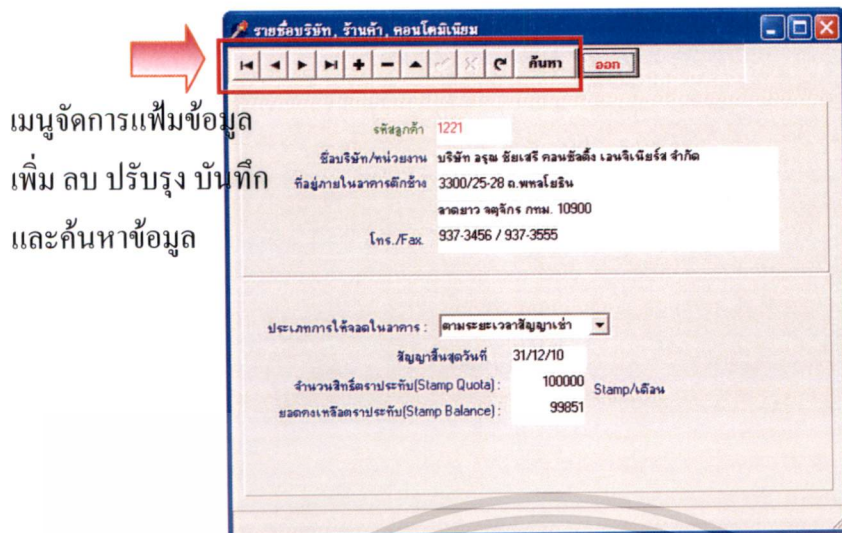 รายชื่อบริษัท, ร้านค้า, คอนโดมิเนียม
ค้นหา ออก
เมนูจัดการแฟ้มข้อมูล
เพิ่ม ลบ ปรับรุง บันทึก
และค้นหาข้อมูล
รหัสลูกค้า 1221
ชื่อบริษัท/หน่วยงาน บริษัท อรุณ ชัยเสรี คอนซัลติ้ง เอนจิเนียร์ส จำกัด
ที่อยู่ภายในอาคารตึกช้าง 3300/25-28 ถ.พหลโยธิน
ลาดยาว จตุจักร กทม. 10900
โทร./Fax. 937-3456 / 937-3555
ประเภทการให้จอดในอาคาร : ตามระยะเวลาสัญญาเช่า
สัญญาสิ้นสุดวันที่ 31/12/10
จำนวนสิทธิ์ตราประทับ(Stamp Quota) : 100000 Stamp/เดือน
ยอดคงเหลือตราประทับ(Stamp Balance) : 99851